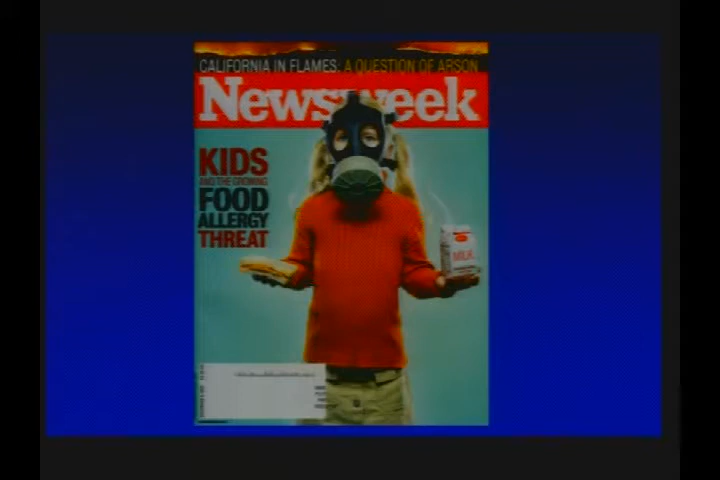 CALIFORNIA IN FLAMES: A QUESTION OF ARSON
Newsweek
KIDS
AND THE GROWING
FOOD
ALLERGY
THREAT
MILK